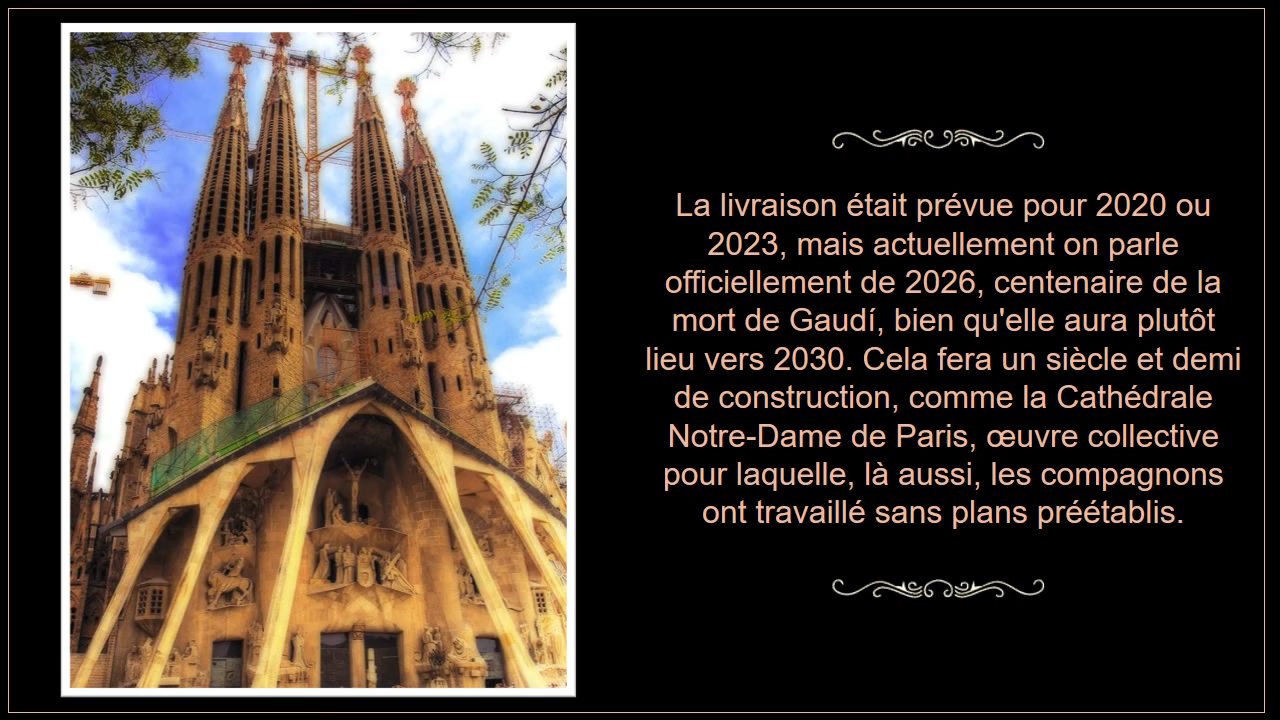 La livraison était prévue pour 2020 ou
2023, mais actuellement on parle
officiellement de 2026, centenaire de la
mort de Gaudí, bien qu'elle aura plutôt
lieu vers 2030. Cela fera un siècle et demi
de construction, comme la Cathédrale
Notre-Dame de Paris, œuvre collective
pour laquelle, là aussi, les compagnons
ont travaillé sans plans préétablis.